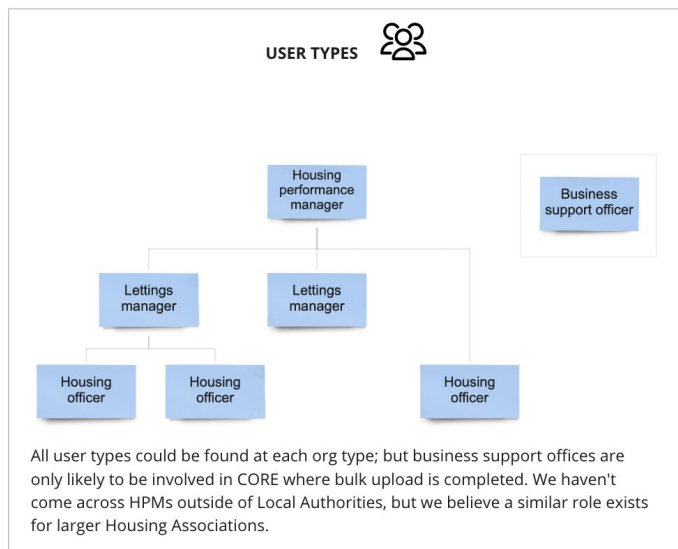 USER TYPES
Housing
performance
manager
Business
support officer
Lettings
manager
Lettings
manager
Housing
officer
Housing
officer
Housing
officer
All user types could be found at each org type; but business support offices are
only likely to be involved in CORE where bulk upload is completed. We haven't
come across HPMs outside of Local Authorities, but we believe a similar role exists
for larger Housing Associations.